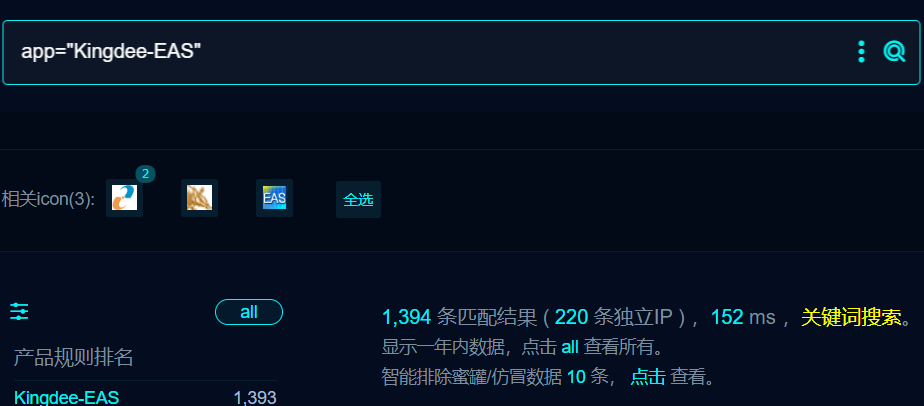 app="Kingdee-EAS"
相关icon(3): 2 EAS 全选
all
1,394 条匹配结果 ( 220 条独立IP ) ，152 ms ，关键词搜索。
显示一年内数据，点击 all 查看所有。
产品规则排名
智能排除蜜罐/仿冒数据 10 条， 点击 查看。
Kingdee-EAS 1,393